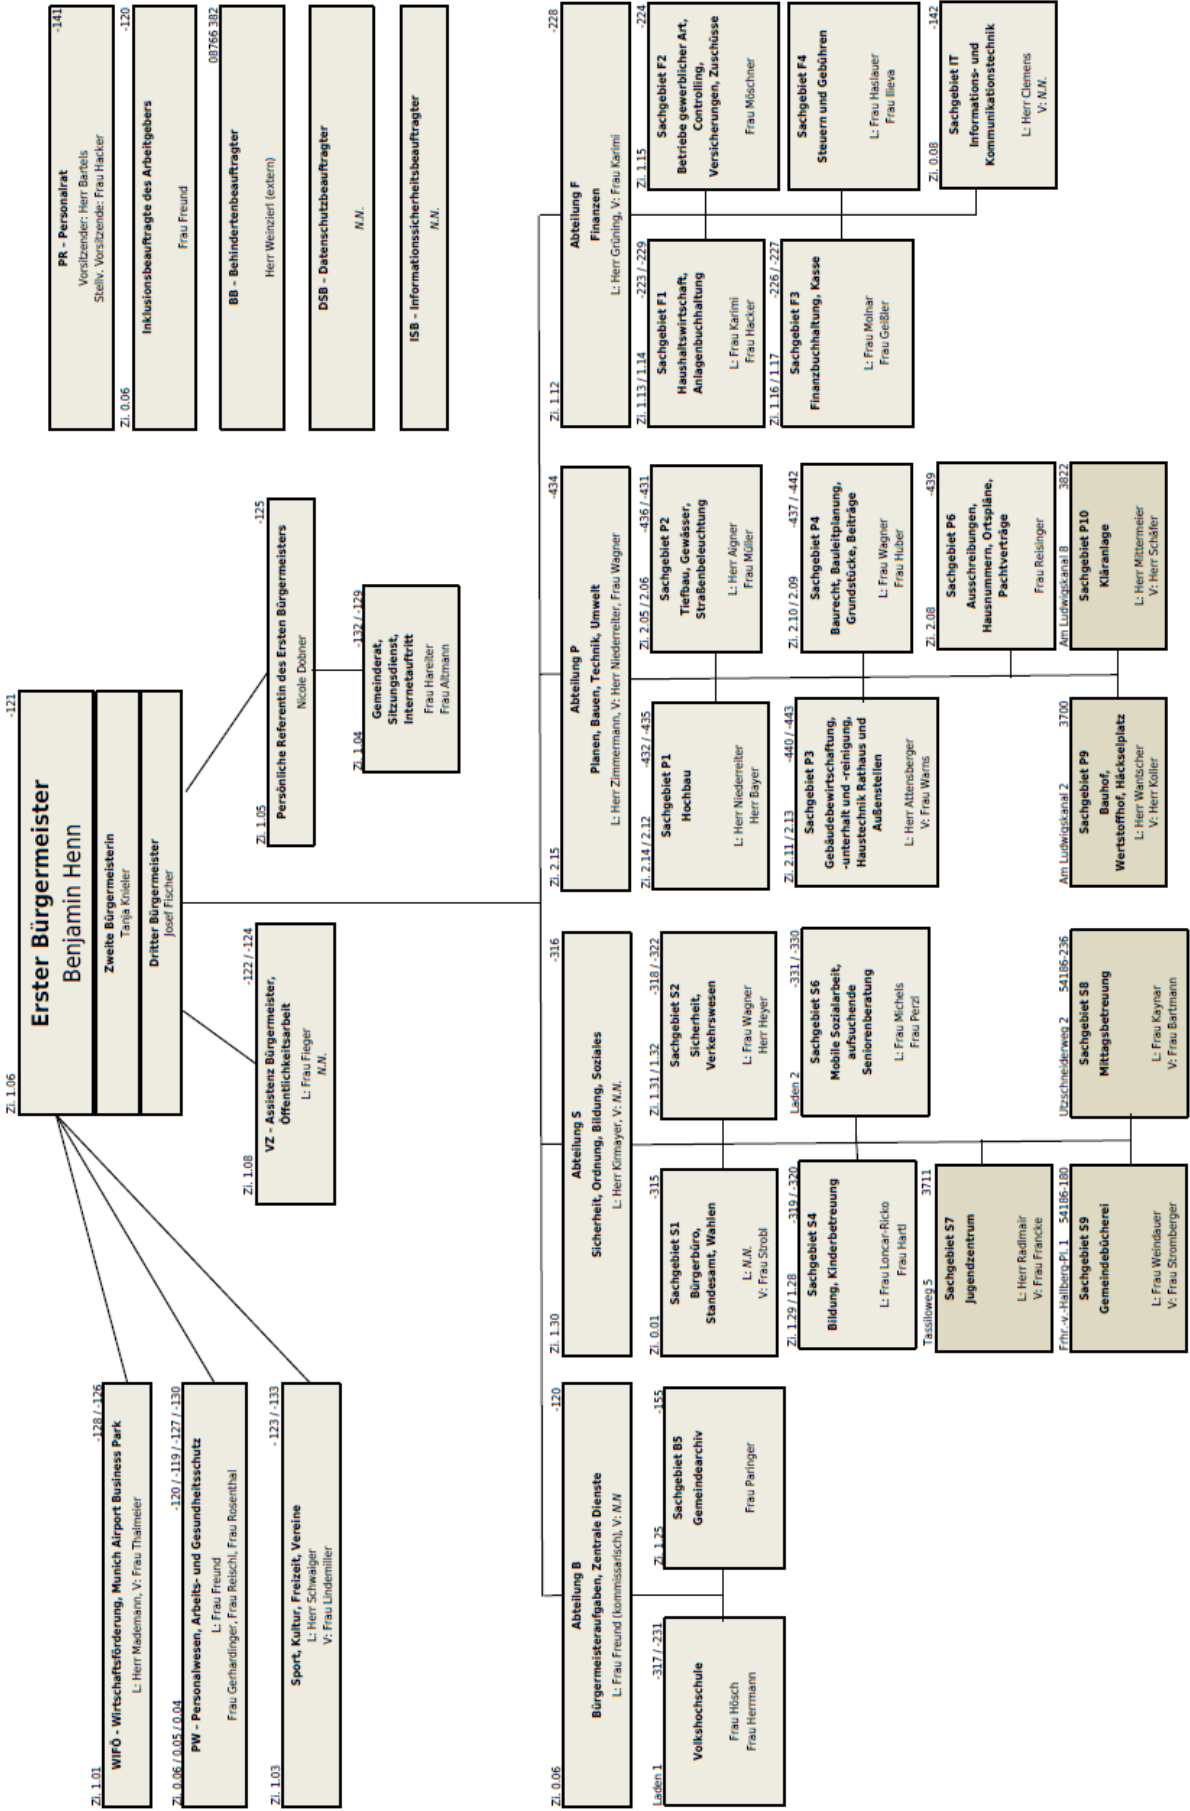 Zi. 1.06 -121
Erster Bürgermeister
Benjamin Henn
Zweite Bürgermeisterin
Tanja Knieler
Dritter Bürgermeister
Josef Fischer
Zi. 1.01 -128 / -126
WIFÖ - Wirtschaftsförderung, Munich Airport Business Park
L: Herr Mademann, V: Frau Thalmeier
Zi. 0.06 / 0.05 / 0.04 -120 / -119 / -127 / -130
PW – Personalwesen, Arbeits- und Gesundheitsschutz
L: Frau Freund
Frau Gerhardinger, Frau Reischl, Frau Rosenthal
Zi. 1.03 - 123 / -133
Sport, Kultur, Freizeit, Vereine
L: Herr Schwaiger
V: Frau Lindemiller
Zi. 1.08 -122 / -124
VZ – Assistenz Bürgermeister,
Öffentlichkeitsarbeit
L: Frau Fieger
N.N.
Zi. 1.05 -125
Persönliche Referentin des Ersten Bürgermeisters
Nicole Dobner
Zi. 1.04 -132 / -129
Gemeinderat,
Sitzungsdienst,
Internetauftritt
Frau Hareiter
Frau Altmann
-141
PR – Personalrat
Vorsitzender: Herr Bartels
Stellv. Vorsitzende: Frau Hacker
Zi. 0.06 -120
Inklusionsbeauftragte des Arbeitgebers
Frau Freund
08766 382
BB – Behindertenbeauftragter
Herr Weinzierl (extern)
DSB – Datenschutzbeauftragter
N.N.
ISB – Informationssicherheitsbeauftragter
N.N.
Zi. 0.06 -120
Abteilung B
Bürgermeisteraufgaben, Zentrale Dienste
L: Frau Freund (kommissarisch), V: N.N
Laden 1 -317 / -231
Volkshochschule
Frau Hösch
Frau Herrmann
Zi. 1.25 -155
Sachgebiet B5
Gemeindearchiv
Frau Paringer
Zi. 1.30 -316
Abteilung S
Sicherheit, Ordnung, Bildung, Soziales
L: Herr Kirmayer, V: N.N.
Zi. 0.01 -315
Sachgebiet S1
Bürgerbüro,
Standesamt, Wahlen
L: N.N.
V: Frau Strobl
Zi. 1.31 / 1.32 -318 / -322
Sachgebiet S2
Sicherheit,
Verkehrswesen
L: Frau Wagner
Herr Heyer
Zi. 1.29 / 1.28 -319 / -320
Sachgebiet S4
Bildung, Kinderbetreuung
L: Frau Loncar-Ricko
Frau Hartl
Laden 2 -331 / -330
Sachgebiet S6
Mobile Sozialarbeit,
aufsuchende
Seniorenberatung
L: Frau Michels
Frau Perzl
Tassiloweg 5 3711
Sachgebiet S7
Jugendzentrum
L: Herr Radlmair
V: Frau Francke
Frhr.-v.-Hallberg-Pl. 1 54186-180
Sachgebiet S9
Gemeindebücherei
L: Frau Weindauer
V: Frau Stromberger
Utzschneiderweg 2 54186-236
Sachgebiet S8
Mittagsbetreuung
L: Frau Kaynar
V: Frau Bartmann
Zi. 2.15 -434
Abteilung P
Planen, Bauen, Technik, Umwelt
L: Herr Zimmermann, V: Herr Niederreiter, Frau Wagner
Zi. 2.14 / 2.12 -432 / -435
Sachgebiet P1
Hochbau
L: Herr Niederreiter
Herr Bayer
Zi. 2.05 / 2.06 -436 / -431
Sachgebiet P2
Tiefbau, Gewässer,
Straßenbeleuchtung
L: Herr Aigner
Frau Müller
Zi. 2.11 / 2.13 -440 / -443
Sachgebiet P3
Gebäudebewirtschaftung,
-unterhalt und -reinigung,
Haustechnik Rathaus und
Außenstellen
L: Herr Attensberger
V: Frau Warns
Zi. 2.10 / 2.09 -437 / -442
Sachgebiet P4
Baurecht, Bauleitplanung,
Grundstücke, Beiträge
L: Frau Wagner
Frau Huber
Zi. 2.08 -439
Sachgebiet P6
Ausschreibungen,
Hausnummern, Ortspläne,
Pachtverträge
Frau Reisinger
Am Ludwigskanal 2 3700
Sachgebiet P9
Bauhof,
Wertstoffhof, Häckselplatz
L: Herr Wantscher
V: Herr Koller
Am Ludwigskanal 8 3822
Sachgebiet P10
Kläranlage
L: Herr Mittermeier
V: Herr Schäfer
Zi. 1.12 -228
Abteilung F
Finanzen
L: Herr Grüning, V: Frau Karimi
Zi. 1.13 / 1.14 -223 / -229
Sachgebiet F1
Haushaltswirtschaft,
Anlagenbuchhaltung
L: Frau Karimi
Frau Hacker
Zi. 1.15 -224
Sachgebiet F2
Betriebe gewerblicher Art,
Controlling,
Versicherungen, Zuschüsse
Frau Möschner
Zi. 1.16 / 1.17 -226 / -227
Sachgebiet F3
Finanzbuchhaltung, Kasse
L: Frau Molnar
Frau Geißler
Sachgebiet F4
Steuern und Gebühren
L: Frau Haslauer
Frau Ilieva
Zi. 0.08 -142
Sachgebiet IT
Informations- und
Kommunikationstechnik
L: Herr Clemens
V: N.N.